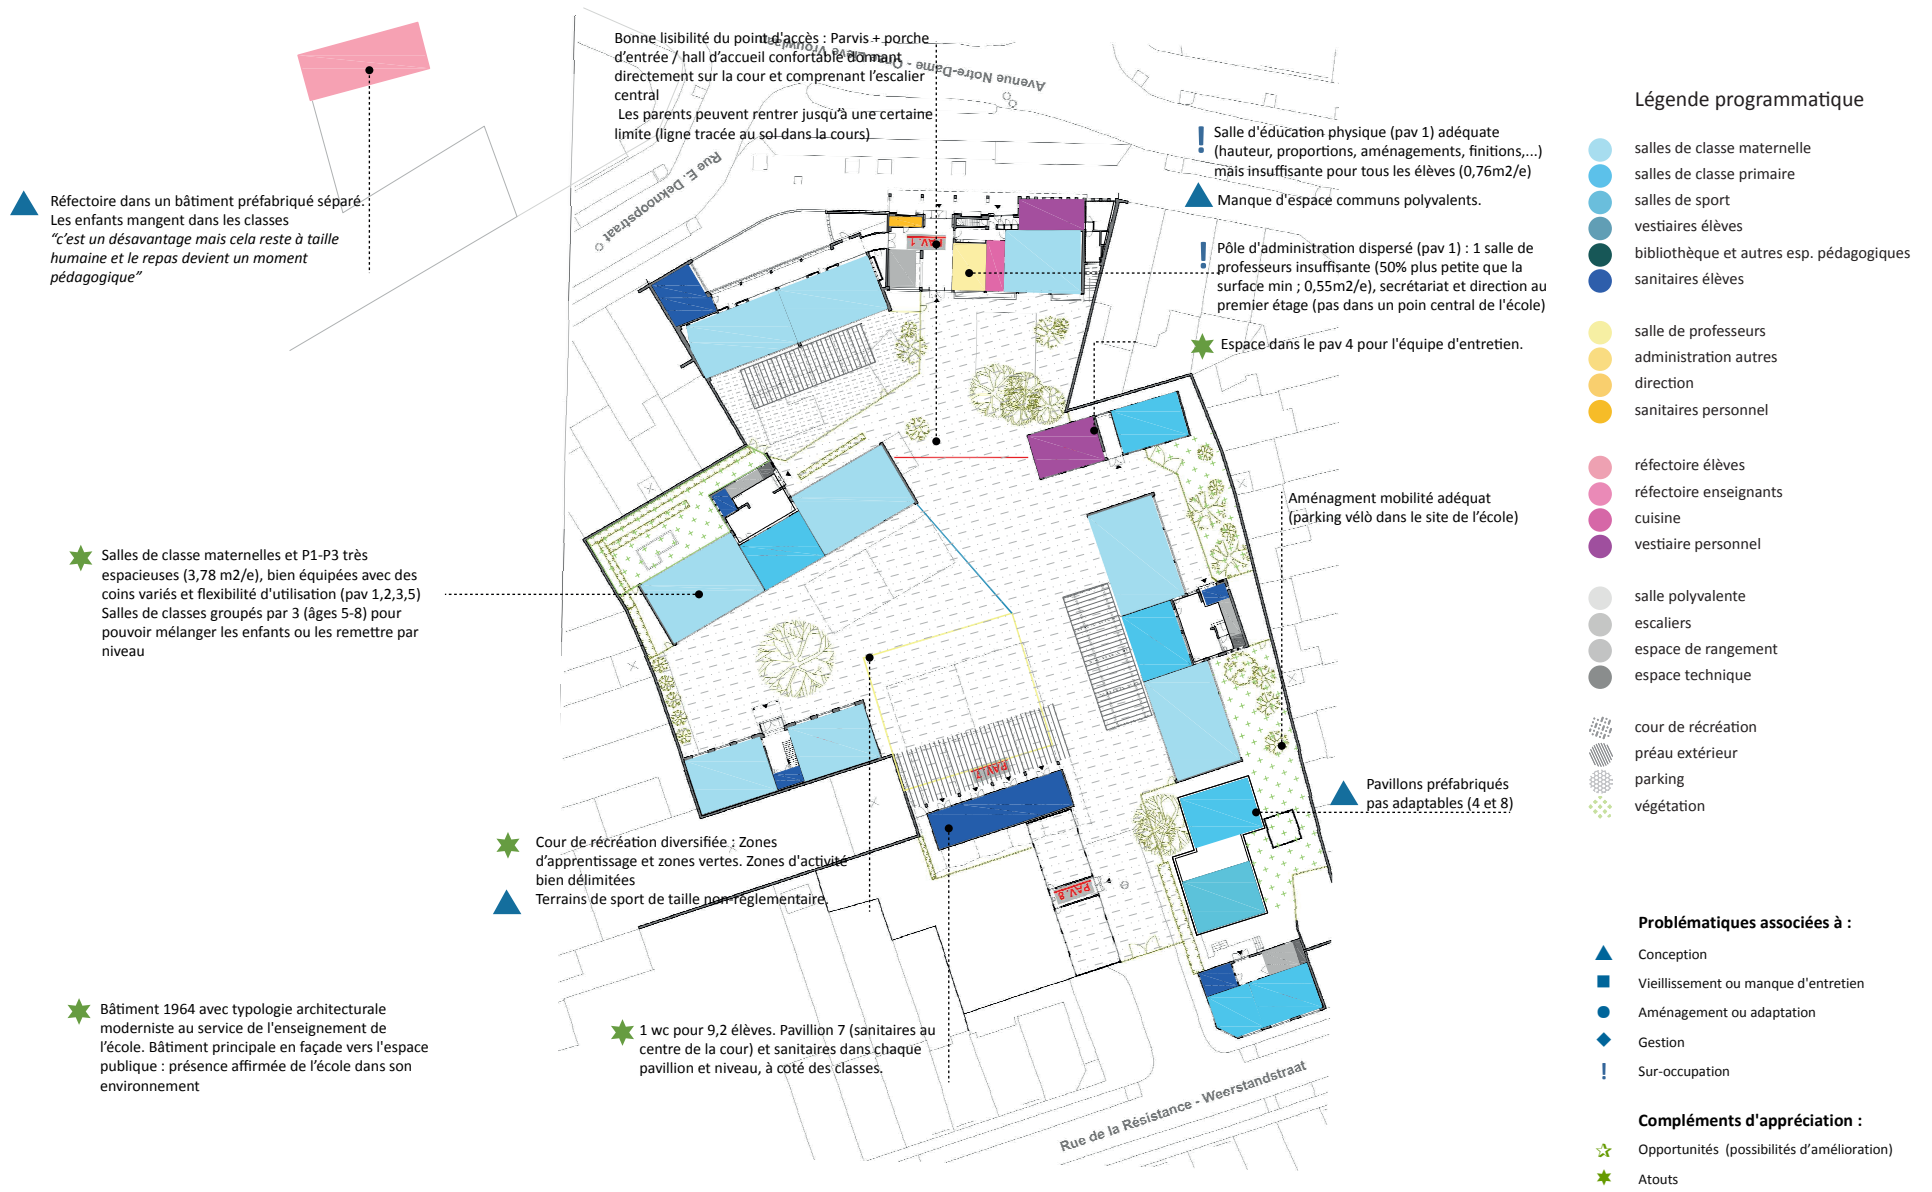 Bonne lisibilité du point d'accès : Parvis + porche
d'entrée / hall d'accueil confortable donnant
directement sur la cour et comprenant l'escalier
central
Les parents peuvent rentrer jusqu'à une certaine
limite (ligne tracée au sol dans la cours)
Avenue Notre-Dame - Onze Lieve Vrouwlaan
Rue E. Deknoopstraat
Réfectoire dans un bâtiment préfabriqué séparé.
Les enfants mangent dans les classes
"c'est un désavantage mais cela reste à taille
humaine et le repas devient un moment
pédagogique"
Salle d'éducation physique (pav 1) adéquate
(hauteur, proportions, aménagements, finitions,...)
mais insuffisante pour tous les élèves (0,76m2/e)
Manque d'espace communs polyvalents.
Pôle d'administration dispersé (pav 1) : 1 salle de
professeurs insuffisante (50% plus petite que la
surface min ; 0,55m2/e), secrétariat et direction au
premier étage (pas dans un poin central de l'école)
Espace dans le pav 4 pour l'équipe d'entretien.
PAV.1
Aménagment mobilité adéquat
(parking vélò dans le site de l'école)
Salles de classe maternelles et P1-P3 très
espacieuses (3,78 m2/e), bien équipées avec des
coins variés et flexibilité d'utilisation (pav 1,2,3,5)
Salles de classes groupés par 3 (âges 5-8) pour
pouvoir mélanger les enfants ou les remettre par
niveau
PAV.7
Pavillons préfabriqués
pas adaptables (4 et 8)
Cour de récréation diversifiée : Zones
d'apprentissage et zones vertes. Zones d'activité
bien délimitées
Terrains de sport de taille non-réglementaire.
PAV.8
Bâtiment 1964 avec typologie architecturale
moderniste au service de l'enseignement de
l'école. Bâtiment principale en façade vers l'espace
publique : présence affirmée de l'école dans son
environnement
1 wc pour 9,2 élèves. Pavillion 7 (sanitaires au
centre de la cour) et sanitaires dans chaque
pavillion et niveau, à coté des classes.
Rue de la Résistance - Weerstandstraat
Légende programmatique
salles de classe maternelle
salles de classe primaire
salles de sport
vestiaires élèves
bibliothèque et autres esp. pédagogiques
sanitaires élèves
salle de professeurs
administration autres
direction
sanitaires personnel
réfectoire élèves
réfectoire enseignants
cuisine
vestiaire personnel
salle polyvalente
escaliers
espace de rangement
espace technique
cour de récréation
préau extérieur
parking
végétation
Problématiques associées à :
Conception
Vieillissement ou manque d'entretien
Aménagement ou adaptation
Gestion
! Sur-occupation
Compléments d'appréciation :
Opportunités (possibilités d'amélioration)
Atouts